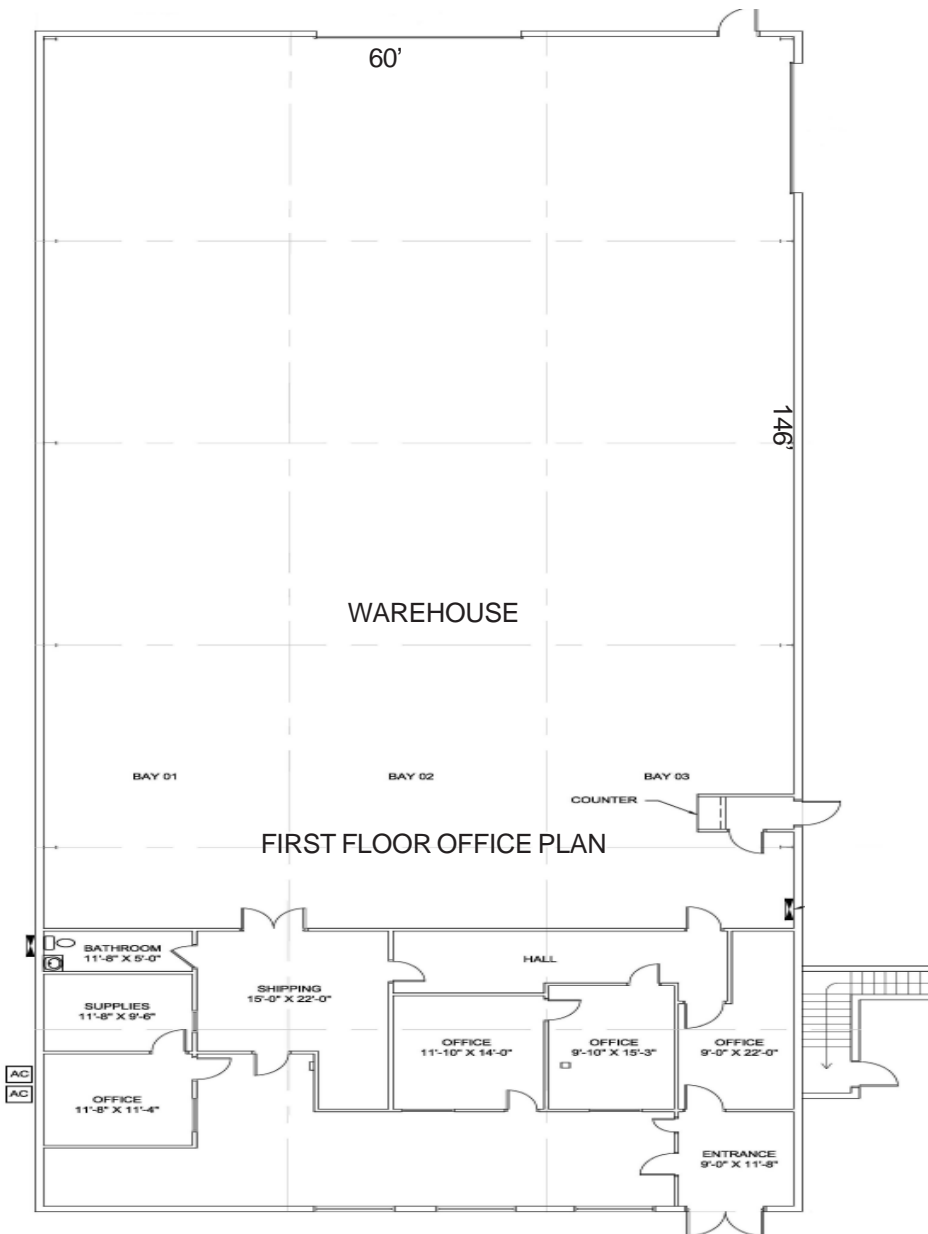 60'
146'
WAREHOUSE
BAY 01
BAY 02
BAY 03
COUNTER
FIRST FLOOR OFFICE PLAN
BATHROOM
11'-8" X 5'-0"
HALL
SHIPPING
15'-0" X 22'-0"
SUPPLIES
11'-8" X 9'-6"
OFFICE
11'-10" X 14'-0"
OFFICE
9'-10" X 15'-3"
OFFICE
9'-0" X 22'-0"
AC
AC
OFFICE
11'-8" X 11'-4"
ENTRANCE
9'-0" X 11'-8"